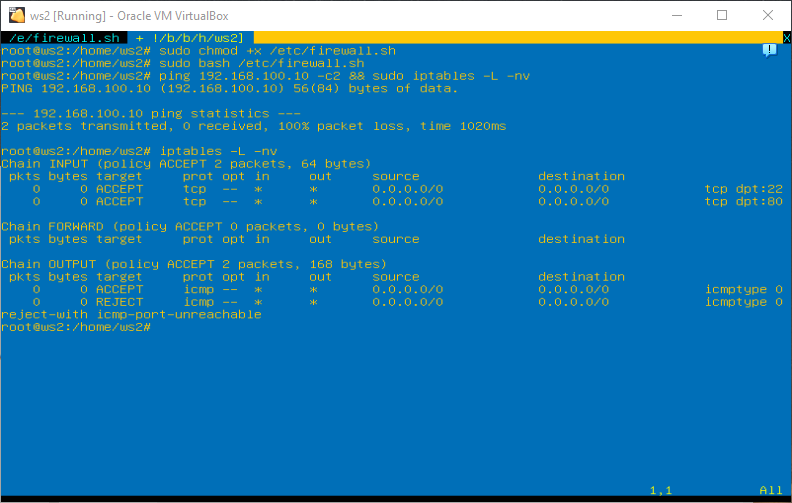 ws2 [Running] - Oracle VM VirtualBox
/e/firewall.sh + !/b/b/h/ws2] X
root@ws2:/home/ws2# sudo chmod +x /etc/firewall.sh
root@ws2:/home/ws2# sudo bash /etc/firewall.sh
root@ws2:/home/ws2# ping 192.168.100.10 -c2 && sudo iptables -L -nv
PING 192.168.100.10 (192.168.100.10) 56(84) bytes of data.
--- 192.168.100.10 ping statistics ---
2 packets transmitted, 0 received, 100% packet loss, time 1020ms
root@ws2:/home/ws2# iptables -L -nv
Chain INPUT (policy ACCEPT 2 packets, 64 bytes)
pkts bytes target prot opt in out source destination
0 0 ACCEPT tcp -- * * 0.0.0.0/0 0.0.0.0/0 tcp dpt:22
0 0 ACCEPT tcp -- * * 0.0.0.0/0 0.0.0.0/0 tcp dpt:80
Chain FORWARD (policy ACCEPT 0 packets, 0 bytes)
pkts bytes target prot opt in out source destination
Chain OUTPUT (policy ACCEPT 2 packets, 168 bytes)
pkts bytes target prot opt in out source destination
0 0 ACCEPT icmp -- * * 0.0.0.0/0 0.0.0.0/0 icmptype 0
0 0 REJECT icmp -- * * 0.0.0.0/0 0.0.0.0/0 icmptype 0
reject-with icmp-port-unreachable
root@ws2:/home/ws2#
1,1 All